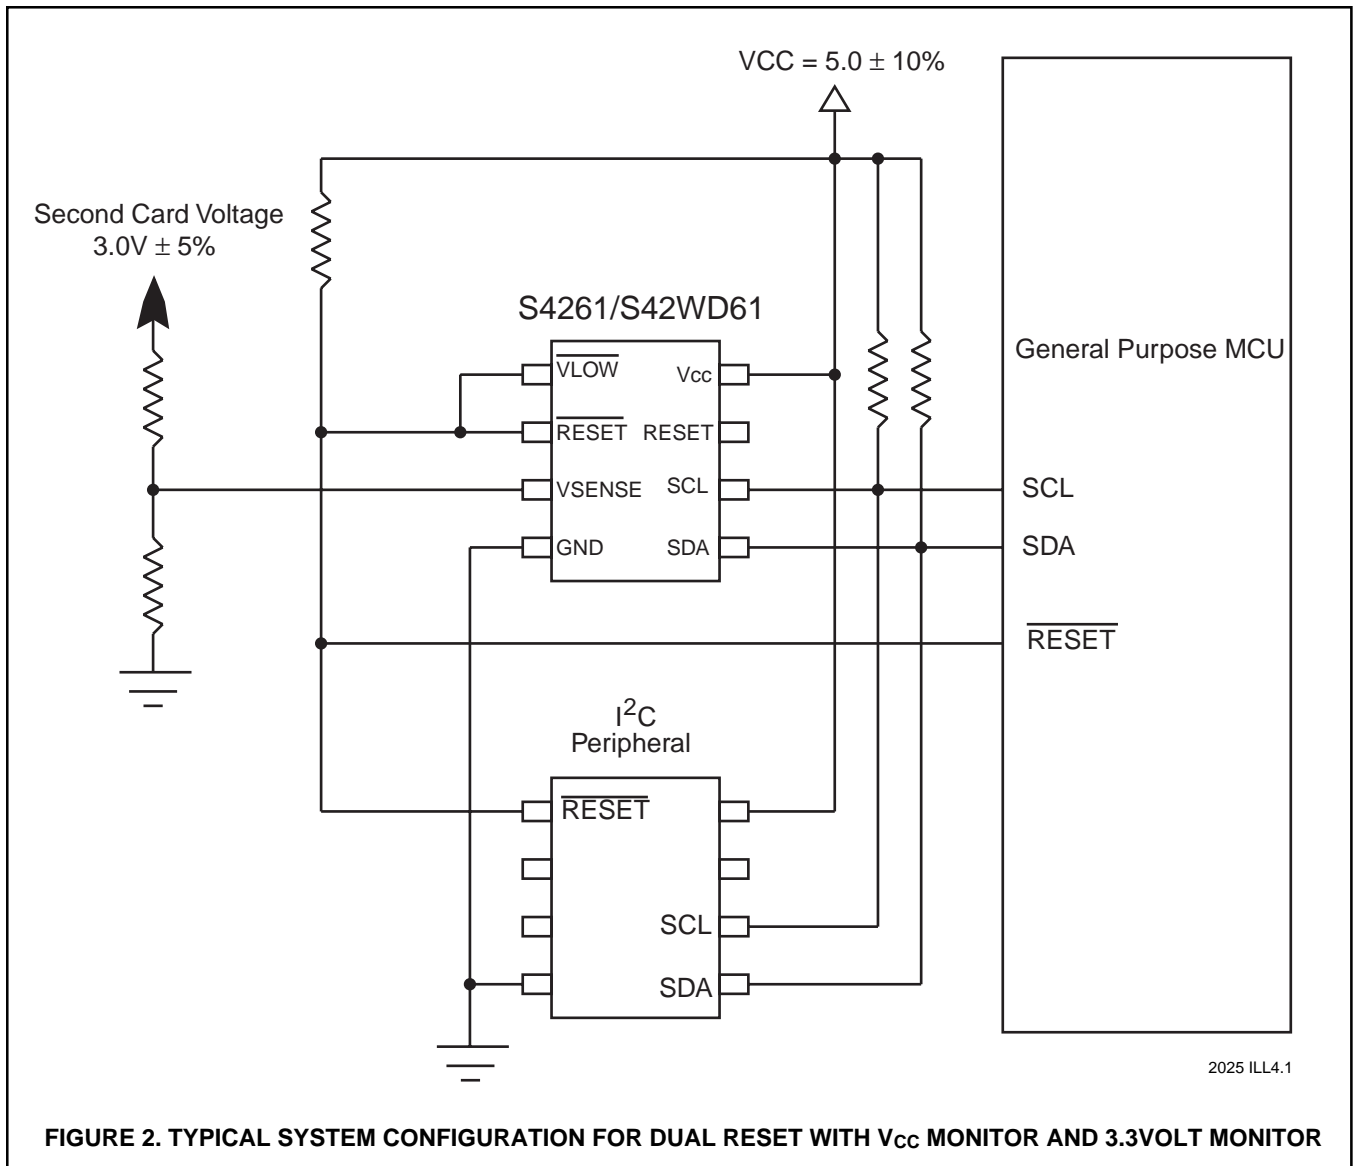 VCC = 5.0 ± 10%
Second Card Voltage
3.0V ± 5%
S4261/S42WD61
General Purpose MCU
VLOW
Vcc
RESET
RESET
VSENSE
SCL
SCL
GND
SDA
SDA
RESET
I2C
Peripheral
RESET
SCL
SDA
2025 ILL4.1
FIGURE 2. TYPICAL SYSTEM CONFIGURATION FOR DUAL RESET WITH VCC MONITOR AND 3.3VOLT MONITOR